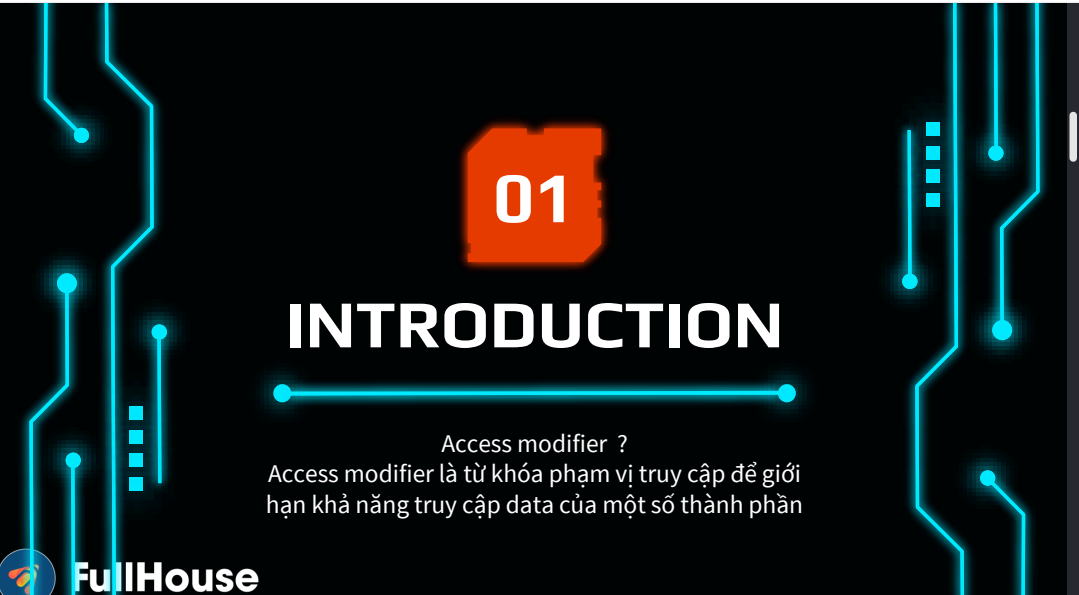 01
INTRODUCTION
Access modifier ?
Access modifier là từ khóa phạm vị truy cập để giới
hạn khả năng truy cập data của một số thành phần
FullHouse